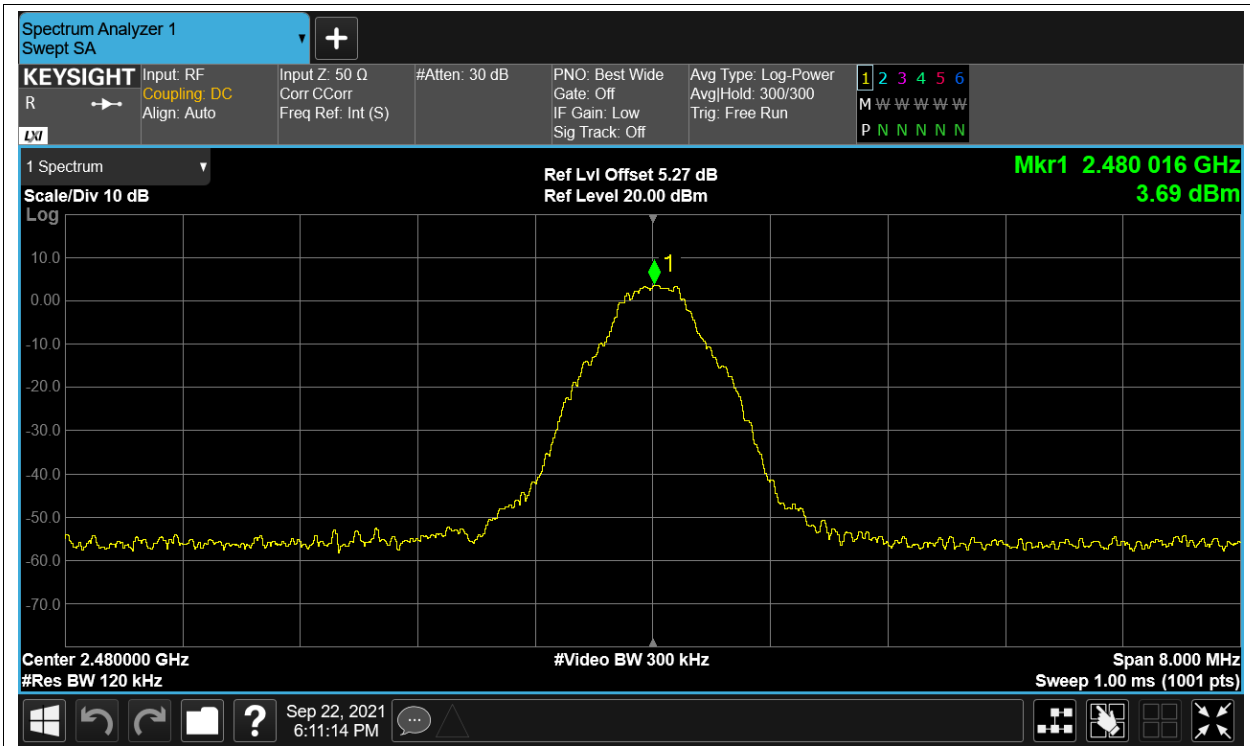 Spectrum Analyzer 1
Swept SA
+
KEYSIGHT
R
LXI
Input: RF
Coupling: DC
Align: Auto
Input Z: 50 Ω
Corr CCorr
Freq Ref: Int (S)
#Atten: 30 dB
PNO: Best Wide
Gate: Off
IF Gain: Low
Sig Track: Off
Avg Type: Log-Power
Avg|Hold: 300/300
Trig: Free Run
1 2 3 4 5 6
M W W W W W
P N N N N N
1 Spectrum
Scale/Div 10 dB
Log
Ref Lvl Offset 5.27 dB
Ref Level 20.00 dBm
Mkr1 2.480 016 GHz
3.69 dBm
1
10.0
0.00
-10.0
-20.0
-30.0
-40.0
-50.0
-60.0
-70.0
Center 2.480000 GHz
#Res BW 120 kHz
#Video BW 300 kHz
Span 8.000 MHz
Sweep 1.00 ms (1001 pts)
?
Sep 22, 2021
6:11:14 PM